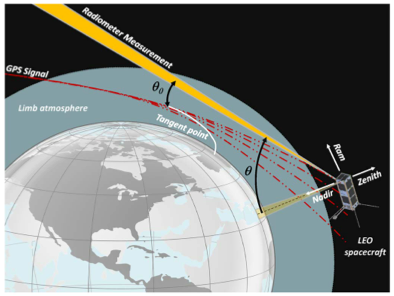 Radiometer Measurement
GPS Signal
θ₀
Limb atmosphere
Tangent point
Ram
θ
Zenith
Nadir
LEO
spacecraft